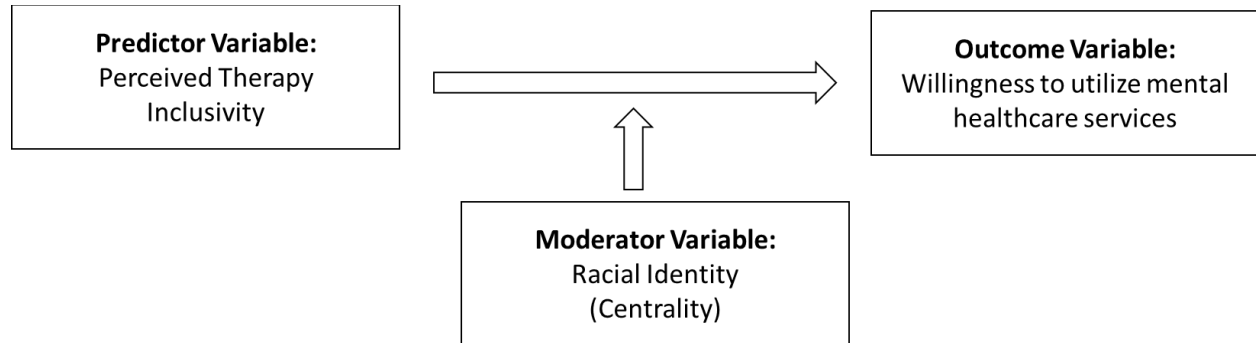 Predictor Variable:
Perceived Therapy
Inclusivity
Outcome Variable:
Willingness to utilize mental
healthcare services
Moderator Variable:
Racial Identity
(Centrality)